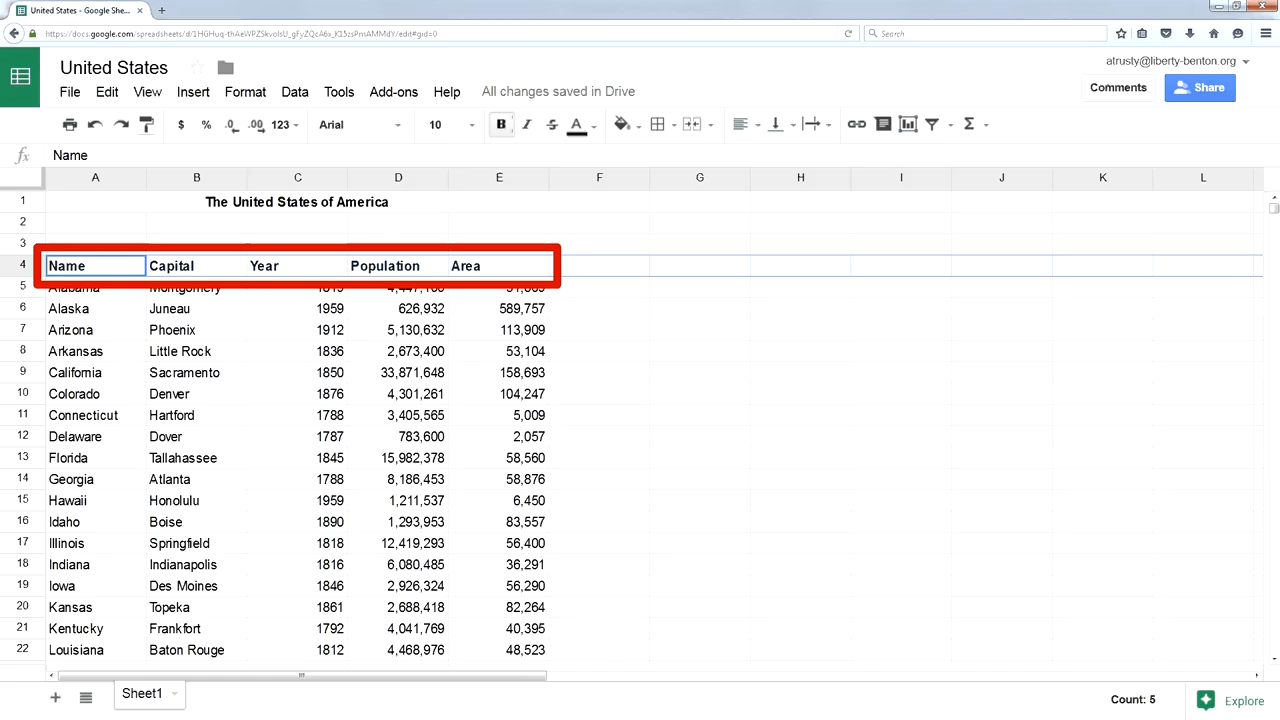 United States - Google She...
https://docs.google.com/spreadsheets/d/1HGHuq-thAeWPZSkvolsU_gFyZQcA6x_K15zsPmAMMdY/edit#gid=0
Search
United States
atrusty@liberty-benton.org
File Edit View Insert Format Data Tools Add-ons Help All changes saved in Drive
Comments Share
$ % .0 .00 123 Arial 10 B I S A Σ
fx Name
A B C D E F G H I J K L
1 The United States of America
2
3
4 Name Capital Year Population Area
5 Alabama Montgomery
6 Alaska Juneau 1959 626,932 589,757
7 Arizona Phoenix 1912 5,130,632 113,909
8 Arkansas Little Rock 1836 2,673,400 53,104
9 California Sacramento 1850 33,871,648 158,693
10 Colorado Denver 1876 4,301,261 104,247
11 Connecticut Hartford 1788 3,405,565 5,009
12 Delaware Dover 1787 783,600 2,057
13 Florida Tallahassee 1845 15,982,378 58,560
14 Georgia Atlanta 1788 8,186,453 58,876
15 Hawaii Honolulu 1959 1,211,537 6,450
16 Idaho Boise 1890 1,293,953 83,557
17 Illinois Springfield 1818 12,419,293 56,400
18 Indiana Indianapolis 1816 6,080,485 36,291
19 Iowa Des Moines 1846 2,926,324 56,290
20 Kansas Topeka 1861 2,688,418 82,264
21 Kentucky Frankfort 1792 4,041,769 40,395
22 Louisiana Baton Rouge 1812 4,468,976 48,523
Sheet1
Count: 5 Explore